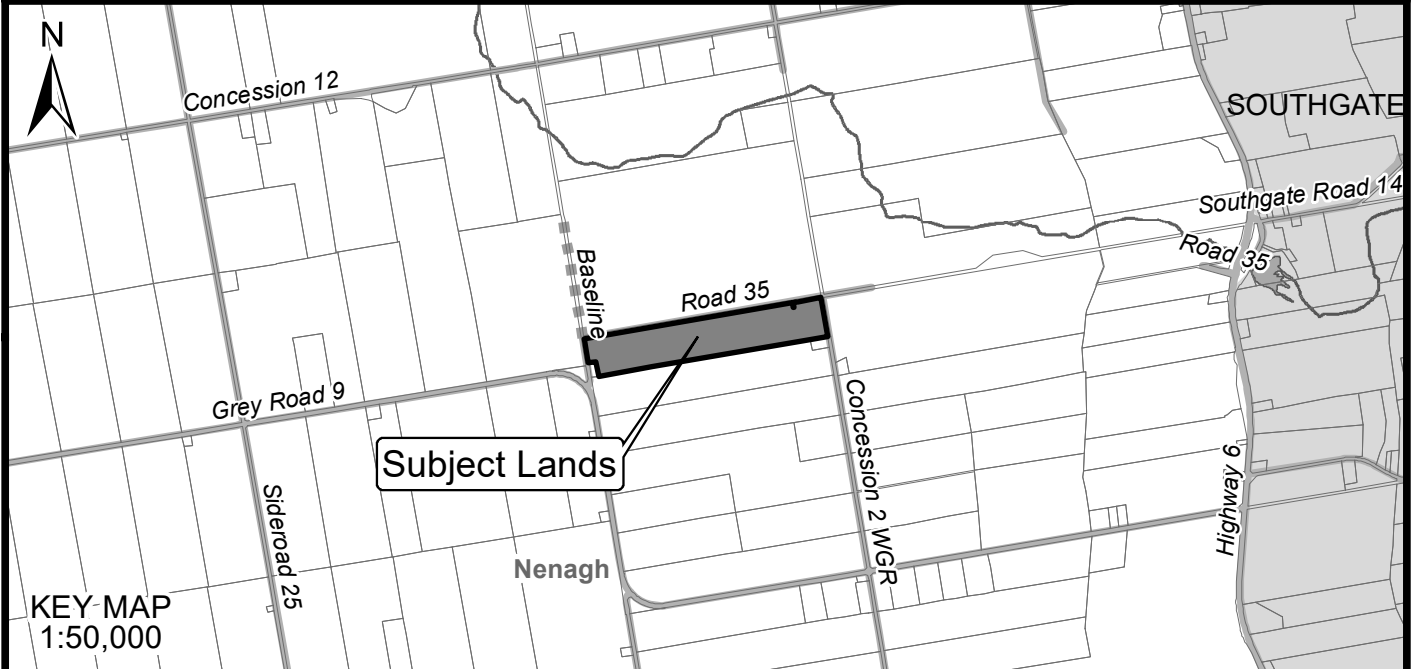 N
Concession 12
SOUTHGATE
Southgate Road 14
Road 35
Baseline
Road 35
Grey Road 9
Subject Lands
Concession 2 WGR
Highway 6
Sideroad 25
Nenagh
KEY MAP
1:50,000